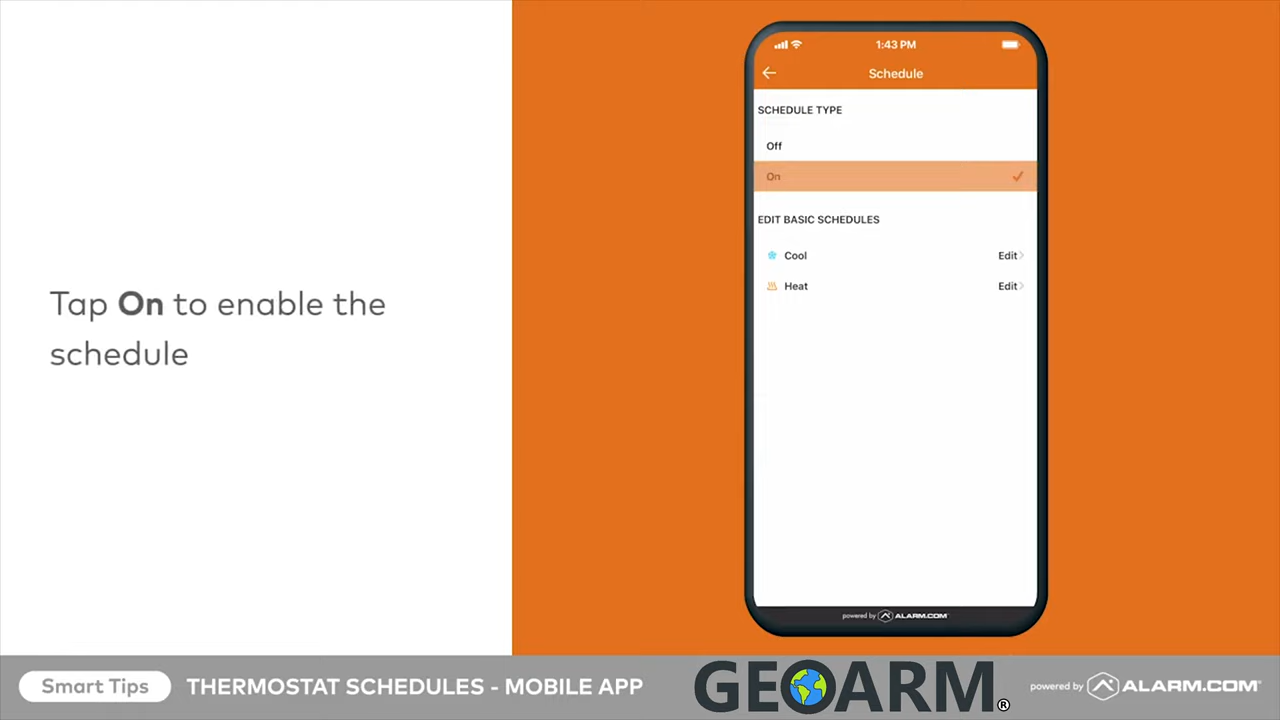 Tap On to enable the
schedule
1:43 PM
Schedule
SCHEDULE TYPE
Off
On
EDIT BASIC SCHEDULES
Cool Edit
Heat Edit
powered by ALARM.COM
Smart Tips THERMOSTAT SCHEDULES - MOBILE APP GEOARM® powered by ALARM.COM®